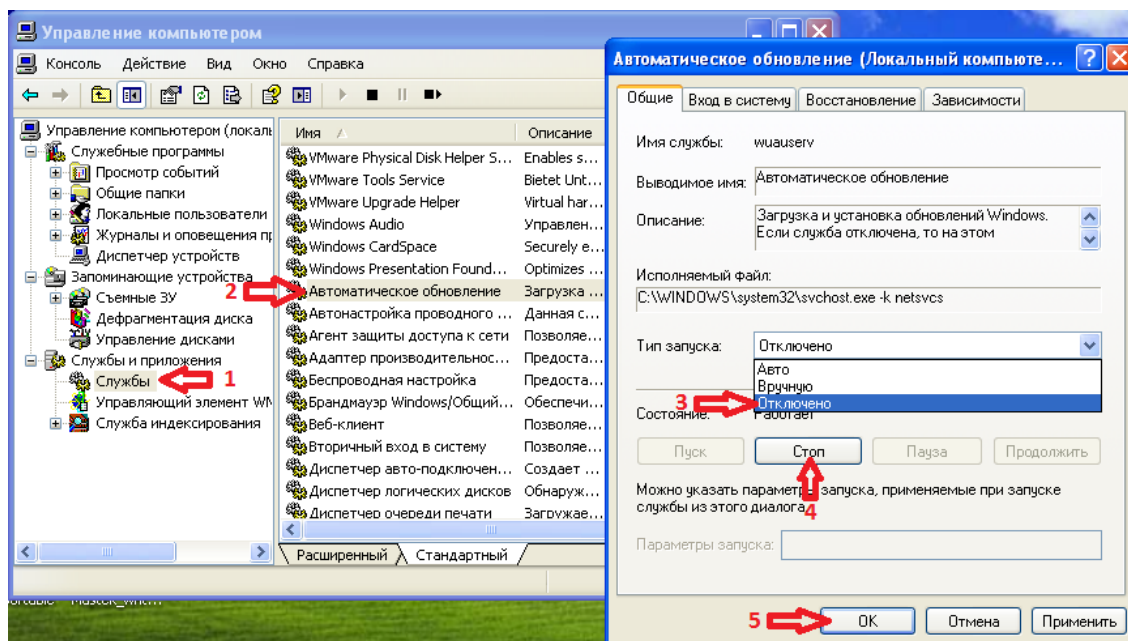 Управление компьютером
Консоль Действие Вид Окно Справка
Управление компьютером (локаль
Служебные программы
Просмотр событий
Общие папки
Локальные пользователи
Журналы и оповещения пр
Диспетчер устройств
Запоминающие устройства
Съемные ЗУ
Дефрагментация диска
Управление дисками
Службы и приложения
Службы
1
Управляющий элемент WM
Служба индексирования
Имя Описание
VMware Physical Disk Helper S... Enables s...
VMware Tools Service Bietet Unt...
VMware Upgrade Helper Virtual har...
Windows Audio Управлен...
Windows CardSpace Securely e...
Windows Presentation Found... Optimizes ...
2 Автоматическое обновление Загрузка ...
Автонастройка проводного ... Данная с...
Агент защиты доступа к сети Позволяе...
Адаптер производительнос... Предоста...
Беспроводная настройка Предоста...
Брандмауэр Windows/Общий... Обеспечи...
Веб-клиент Позволяе...
Вторичный вход в систему Позволяе...
Диспетчер авто-подключен... Создает ...
Диспетчер логических дисков Обнаруж...
Диспетчер очереди печати Загружае...
Расширенный Стандартный
Автоматическое обновление (Локальный компьюте...
Общие Вход в систему Восстановление Зависимости
Имя службы: wuauserv
Выводимое имя: Автоматическое обновление
Описание: Загрузка и установка обновлений Windows.
Если служба отключена, то на этом
Исполняемый файл:
C:\WINDOWS\system32\svchost.exe -k netsvcs
Тип запуска: Отключено
Авто
Вручную
3 Отключено
Состояние: Работает
Пуск Стоп Пауза Продолжить
Можно указать параметры запуска, применяемые при запуске
службы из этого диалога.
4
Параметры запуска:
5 OK Отмена Применить